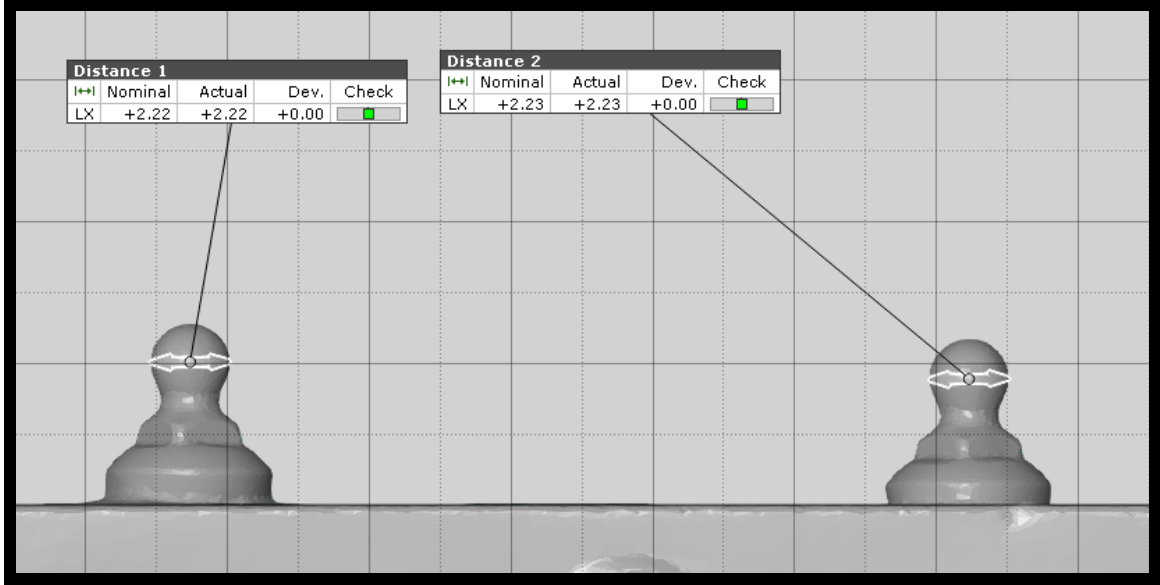 Distance 1
Nominal Actual Dev. Check
LX +2.22 +2.22 +0.00
Distance 2
Nominal Actual Dev. Check
LX +2.23 +2.23 +0.00